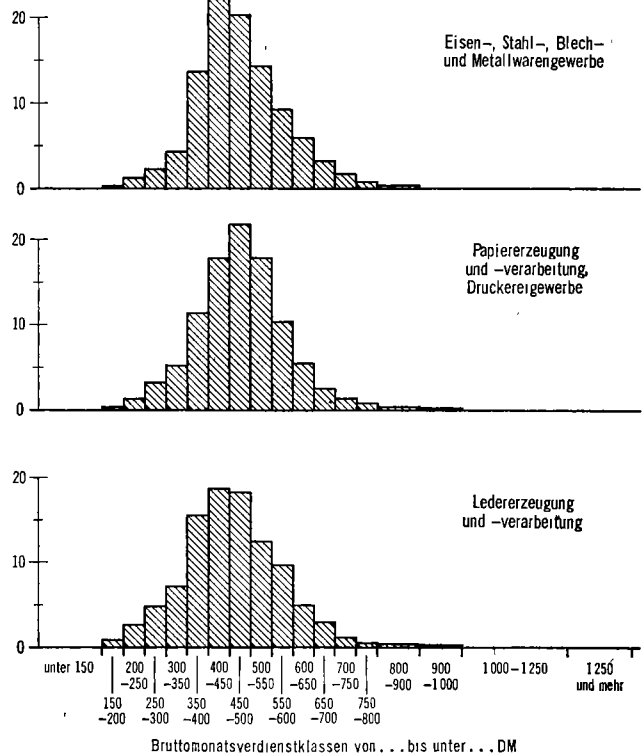 20
Eisen-, Stahl-, Blech-
und Metallwarengewerbe
10
0
20
Papiererzeugung
und -verarbeitung,
Druckereigewerbe
10
0
20
Ledererzeugung
und -verarbeitung
10
0
unter 150 200 300 400 500 600 700 800 900 1000-1250 1250
-250 -350 -450 -550 -650 -750 -900 -1000 und mehr
150 250 350 450 550 650 750
-200 -300 -400 -500 -600 -700 -800
Bruttomonatsverdienstklassen von...bis unter...DM